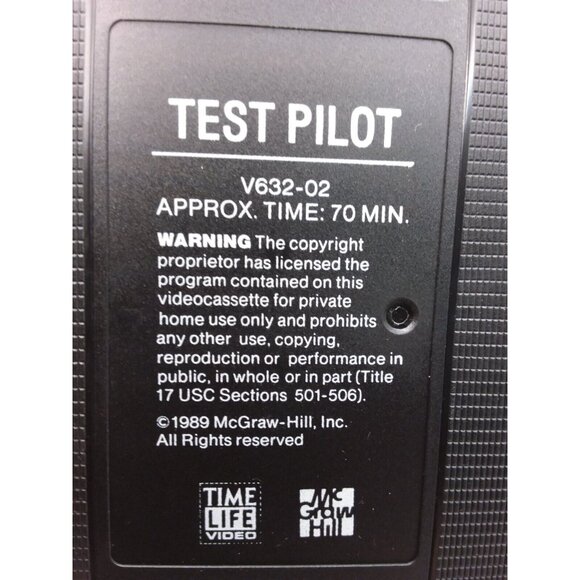 TEST PILOT
V632-02
APPROX. TIME: 70 MIN.
WARNING The copyright
proprietor has licensed the
program contained on this
videocassette for private
home use only and prohibits
any other use, copying,
reproduction or performance in
public, in whole or in part (Title
17 USC Sections 501-506).
©1989 McGraw-Hill, Inc.
All Rights reserved
TIME
LIFE
VIDEO
Mc
Graw
Hill